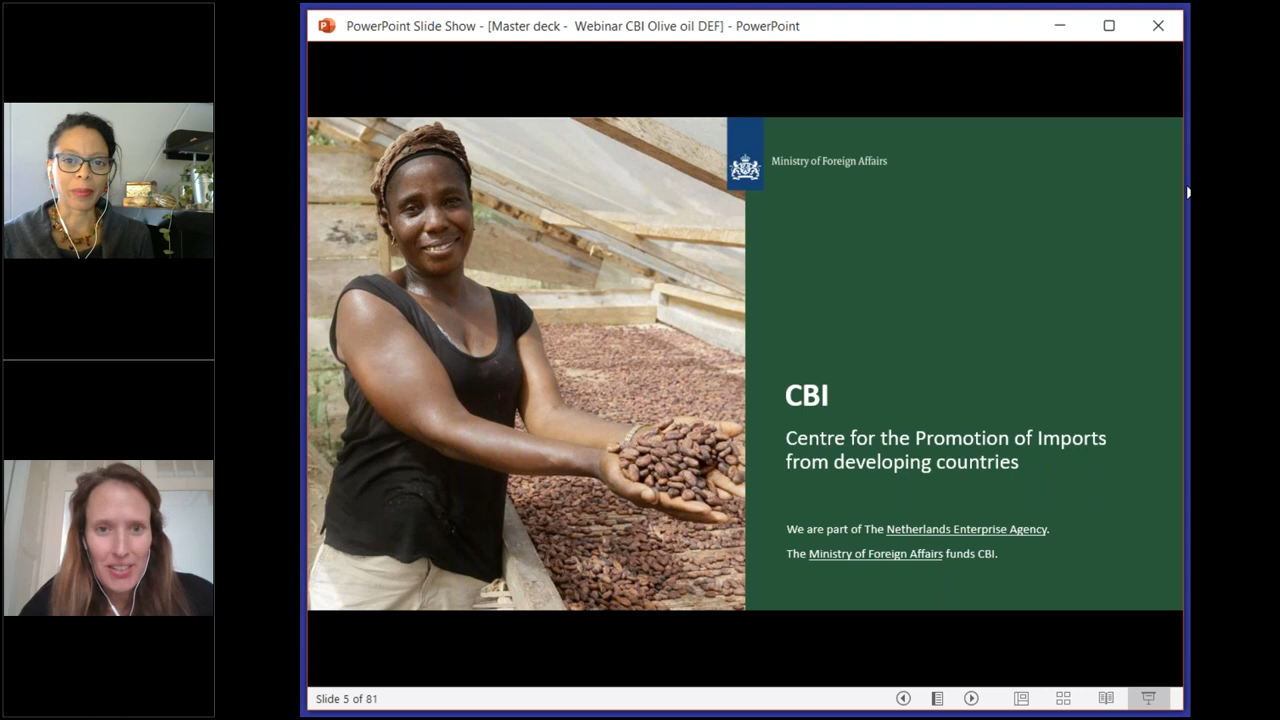 PowerPoint Slide Show - [Master deck -  Webinar CBI Olive oil DEF] - PowerPoint
Ministry of Foreign Affairs
CBI
Centre for the Promotion of Imports
from developing countries
We are part of The Netherlands Enterprise Agency.
The Ministry of Foreign Affairs funds CBI.
Slide 5 of 81